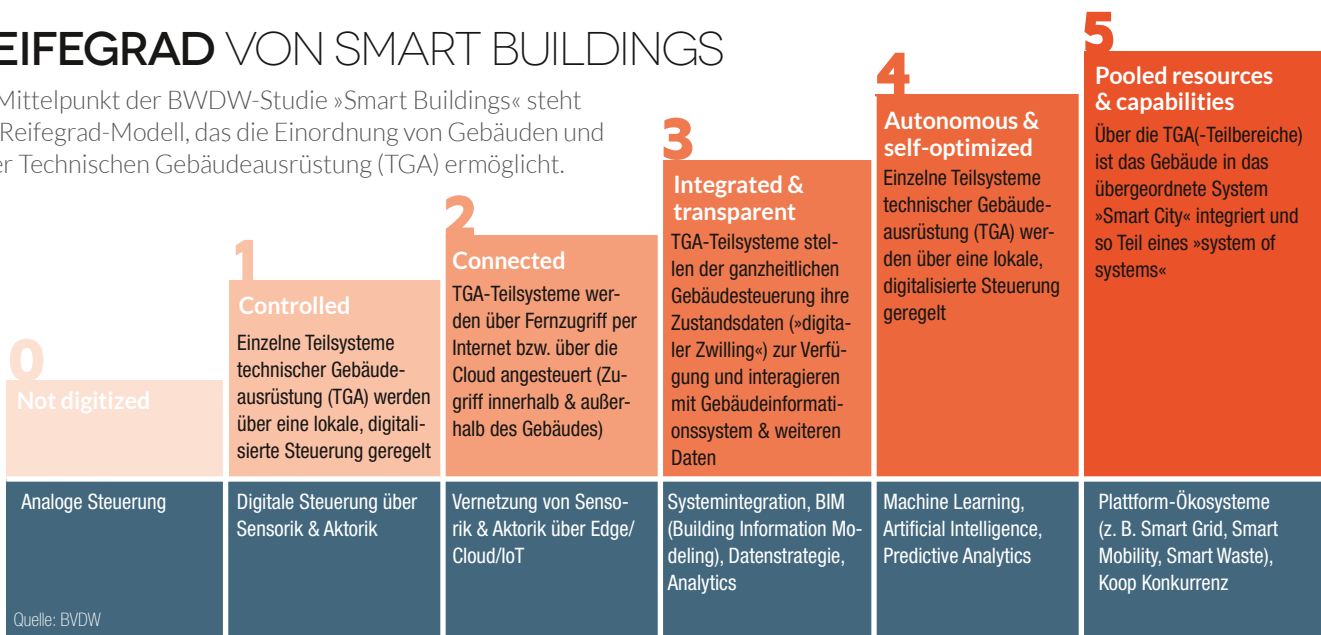 EIFEGRAD VON SMART BUILDINGS
Mittelpunkt der BWDW-Studie »Smart Buildings« steht
Reifegrad-Modell, das die Einordnung von Gebäuden und
er Technischen Gebäudeausrüstung (TGA) ermöglicht.
0
Not digitized
Analoge Steuerung
1
Controlled
Einzelne Teilsysteme
technischer Gebäude-
ausrüstung (TGA) werden
über eine lokale, digitali-
sierte Steuerung geregelt
Digitale Steuerung über
Sensorik & Aktorik
2
Connected
TGA-Teilsysteme wer-
den über Fernzugriff per
Internet bzw. über die
Cloud angesteuert (Zu-
griff innerhalb & außer-
halb des Gebäudes)
Vernetzung von Senso-
rik & Aktorik über Edge/
Cloud/IoT
3
Integrated &
transparent
TGA-Teilsysteme stel-
len der ganzheitlichen
Gebäudesteuerung ihre
Zustandsdaten (»digita-
ler Zwilling«) zur Verfü-
gung und interagieren
mit Gebäudeinformati-
onssystem & weiteren
Daten
Systemintegration, BIM
(Building Information Mo-
deling), Datenstrategie,
Analytics
4
Autonomous &
self-optimized
Einzelne Teilsysteme
technischer Gebäude-
ausrüstung (TGA) wer-
den über eine lokale,
digitalisierte Steuerung
geregelt
Machine Learning,
Artificial Intelligence,
Predictive Analytics
5
Pooled resources
& capabilities
Über die TGA(-Teilbereiche)
ist das Gebäude in das
übergeordnete System
»Smart City« integriert und
so Teil eines »system of
systems«
Plattform-Ökosysteme
(z. B. Smart Grid, Smart
Mobility, Smart Waste),
Koop Konkurrenz
Quelle: BVDW